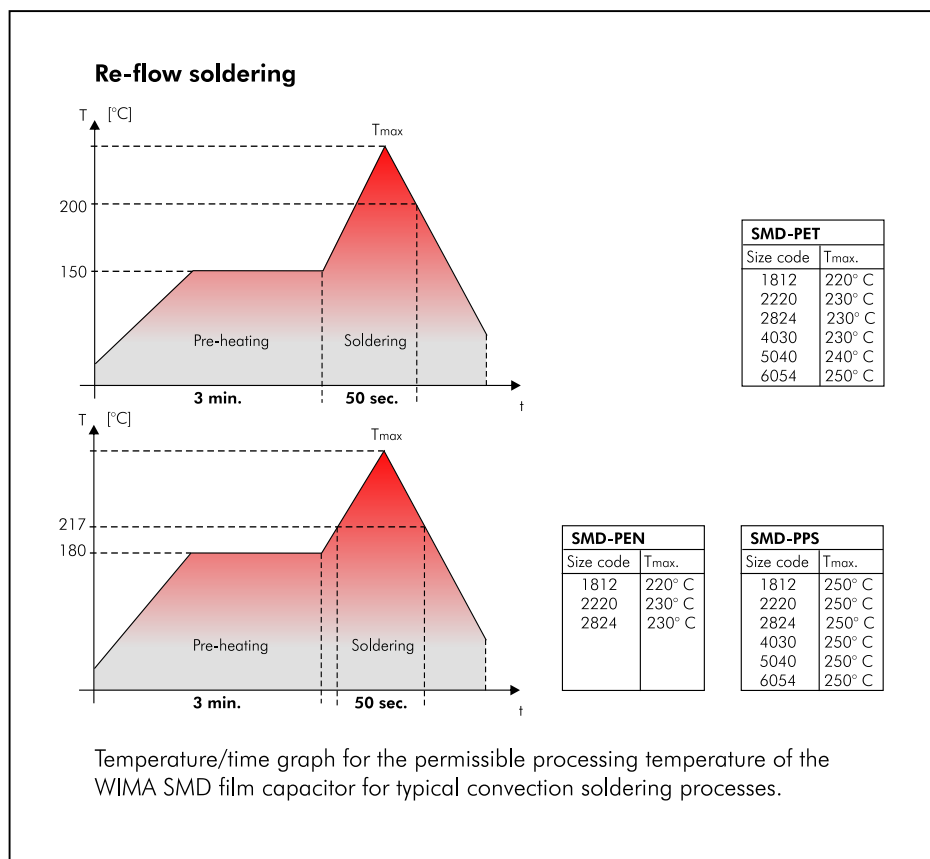 Re-flow soldering
T [°C]
Tmax
200
150
Pre-heating Soldering
3 min. 50 sec.
t
SMD-PET
Size code Tmax.
1812 220° C
2220 230° C
2824 230° C
4030 230° C
5040 240° C
6054 250° C
T [°C]
Tmax
217
180
Pre-heating Soldering
3 min. 50 sec.
t
SMD-PEN
Size code Tmax.
1812 220° C
2220 230° C
2824 230° C
SMD-PPS
Size code Tmax.
1812 250° C
2220 250° C
2824 250° C
4030 250° C
5040 250° C
6054 250° C
Temperature/time graph for the permissible processing temperature of the
WIMA SMD film capacitor for typical convection soldering processes.